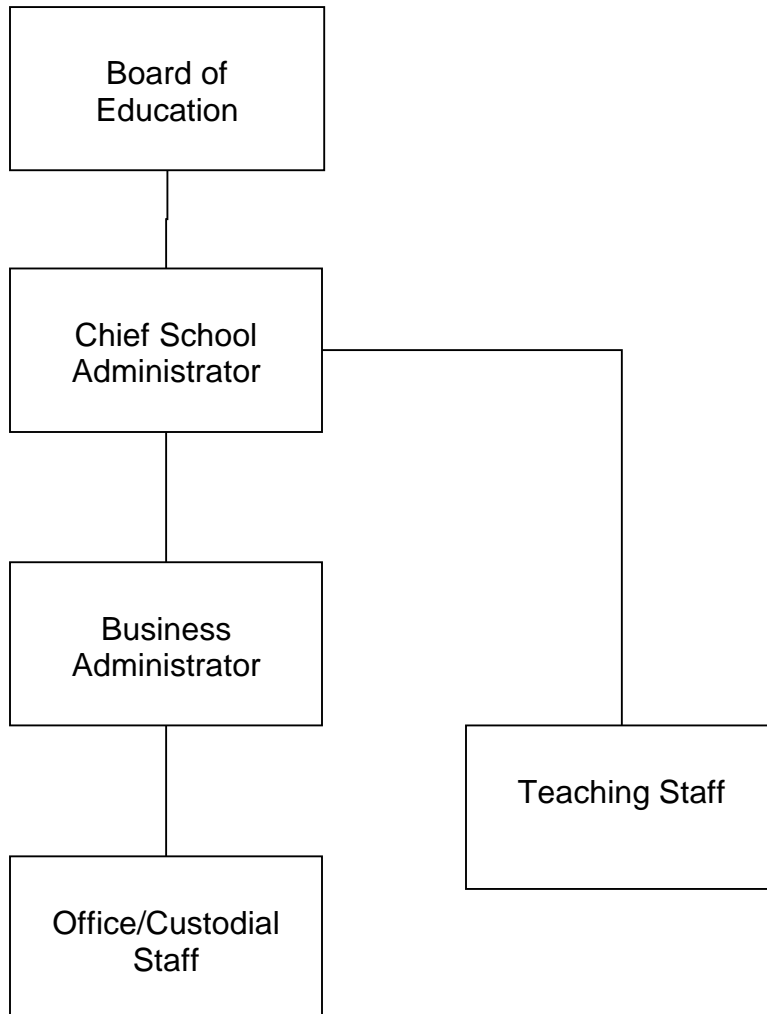 Board of
Education
Chief School
Administrator
Business
Administrator
Teaching Staff
Office/Custodial
Staff